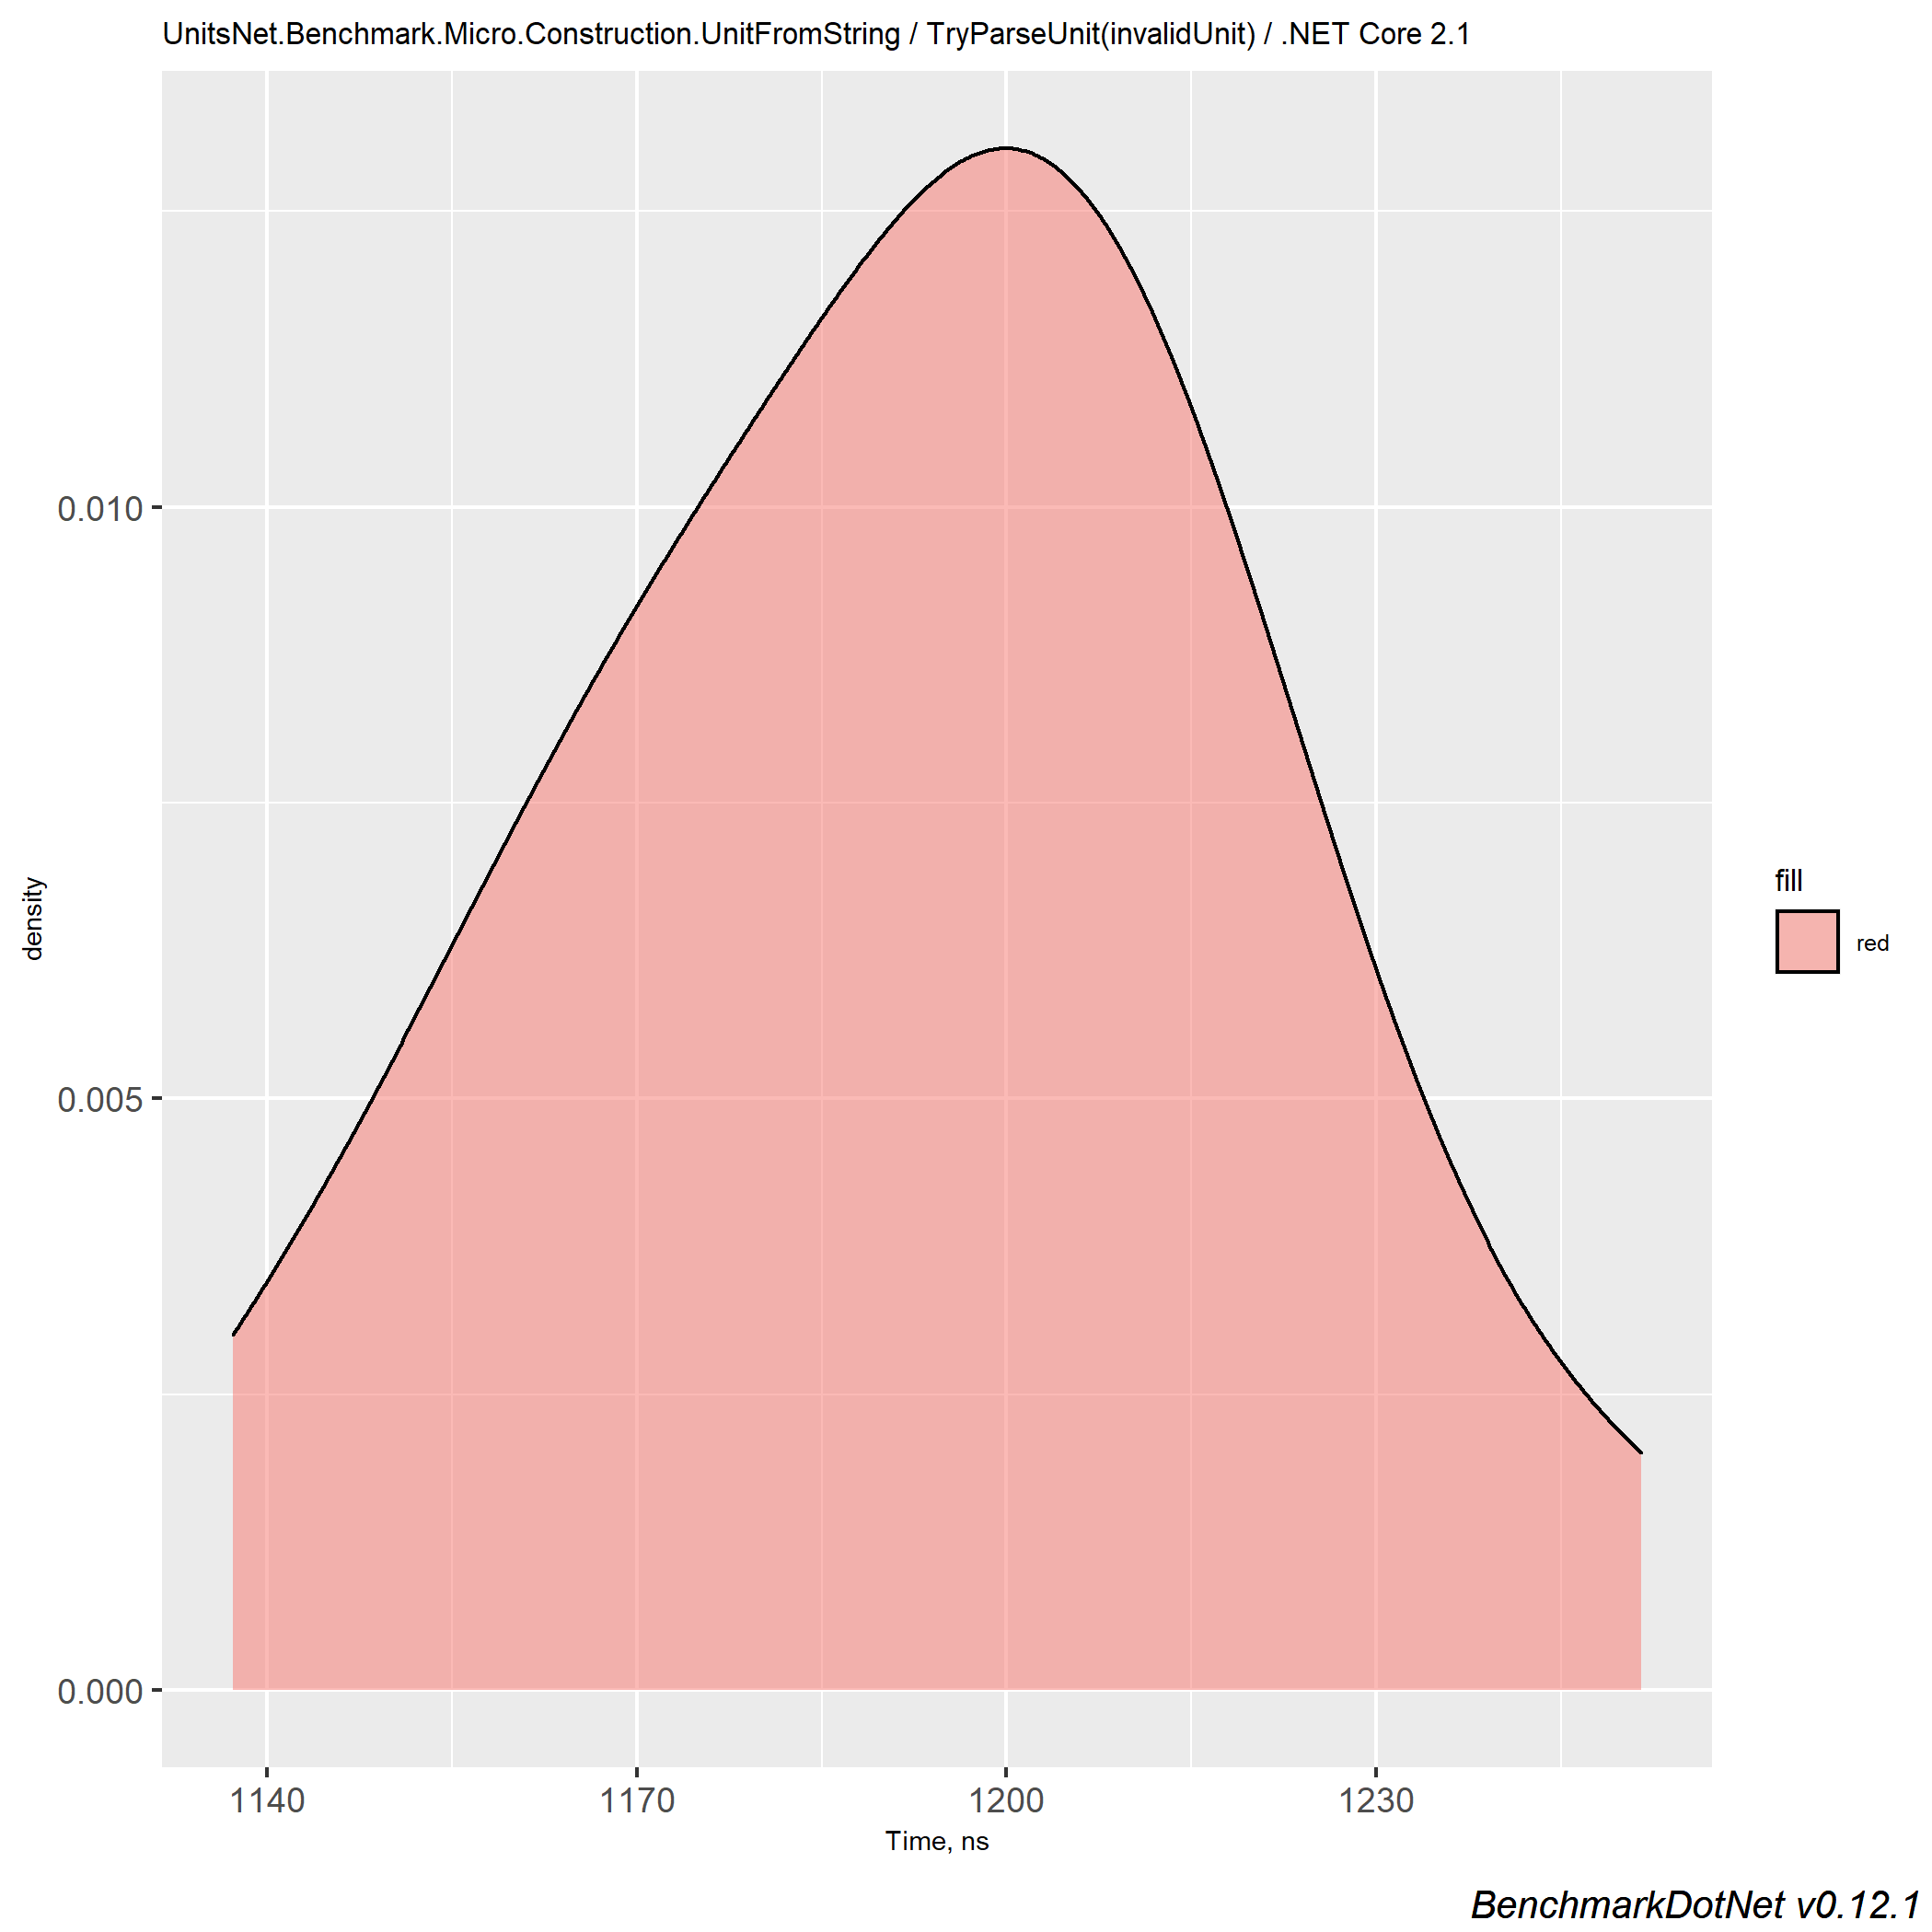 UnitsNet.Benchmark.Micro.Construction.UnitFromString / TryParseUnit(invalidUnit) / .NET Core 2.1
0.010
0.005
0.000
density
1140 1170 1200 1230
Time, ns
fill
red
BenchmarkDotNet v0.12.1